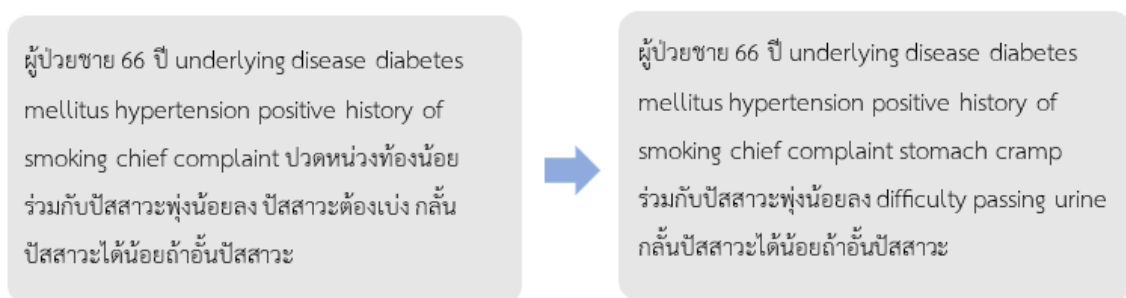 ผู้ป่วยชาย 66 ปี underlying disease diabetes
mellitus hypertension positive history of
smoking chief complaint ปวดหน่วงท้องน้อย
ร่วมกับปัสสาวะพุ่งน้อยลง ปัสสาวะต้องเบ่ง กลั้น
ปัสสาวะได้น้อยถ้าอั้นปัสสาวะ
ผู้ป่วยชาย 66 ปี underlying disease diabetes
mellitus hypertension positive history of
smoking chief complaint stomach cramp
ร่วมกับปัสสาวะพุ่งน้อยลง difficulty passing urine
กลั้นปัสสาวะได้น้อยถ้าอั้นปัสสาวะ